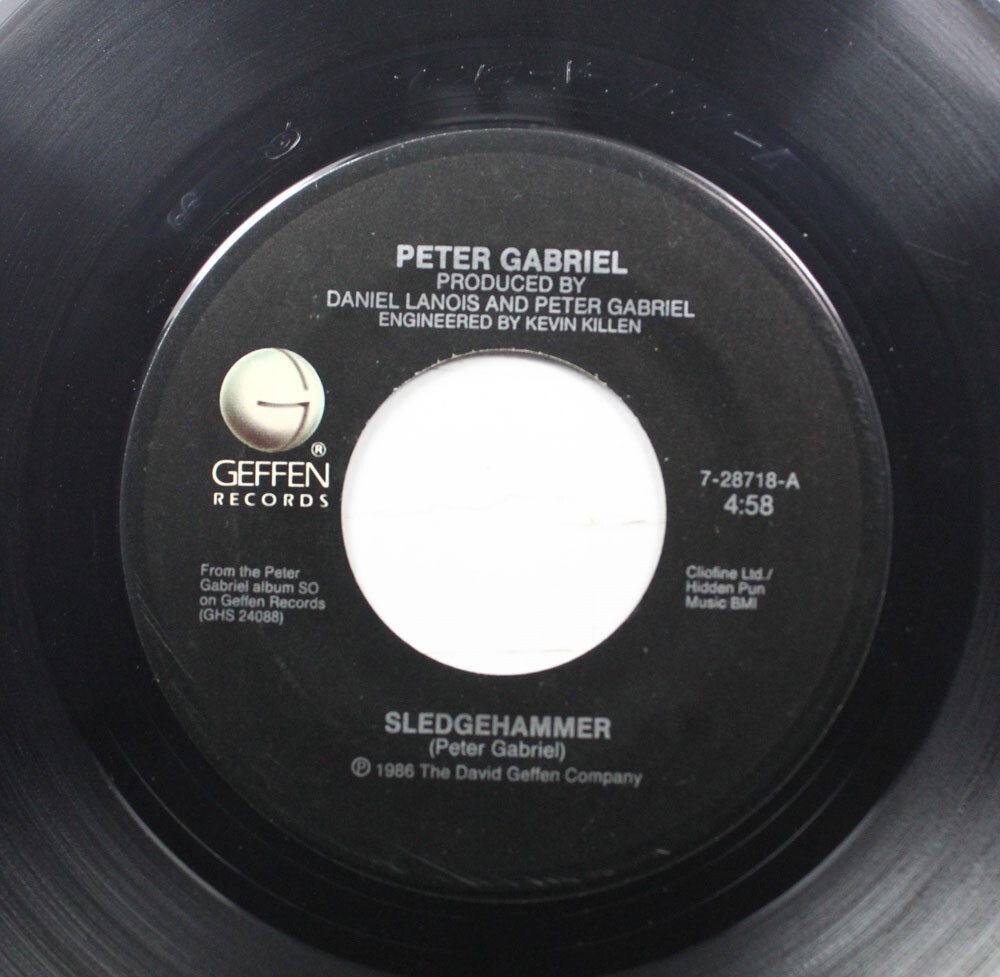 PETER GABRIEL
PRODUCED BY
DANIEL LANOIS AND PETER GABRIEL
ENGINEERED BY KEVIN KILLEN
®
GEFFEN
RECORDS
7-28718-A
4:58
From the Peter
Gabriel album SO
on Geffen Records
(GHS 24088)
Cliofine Ltd./
Hidden Pun
Music BMI
SLEDGEHAMMER
(Peter Gabriel)
℗ 1986 The David Geffen Company